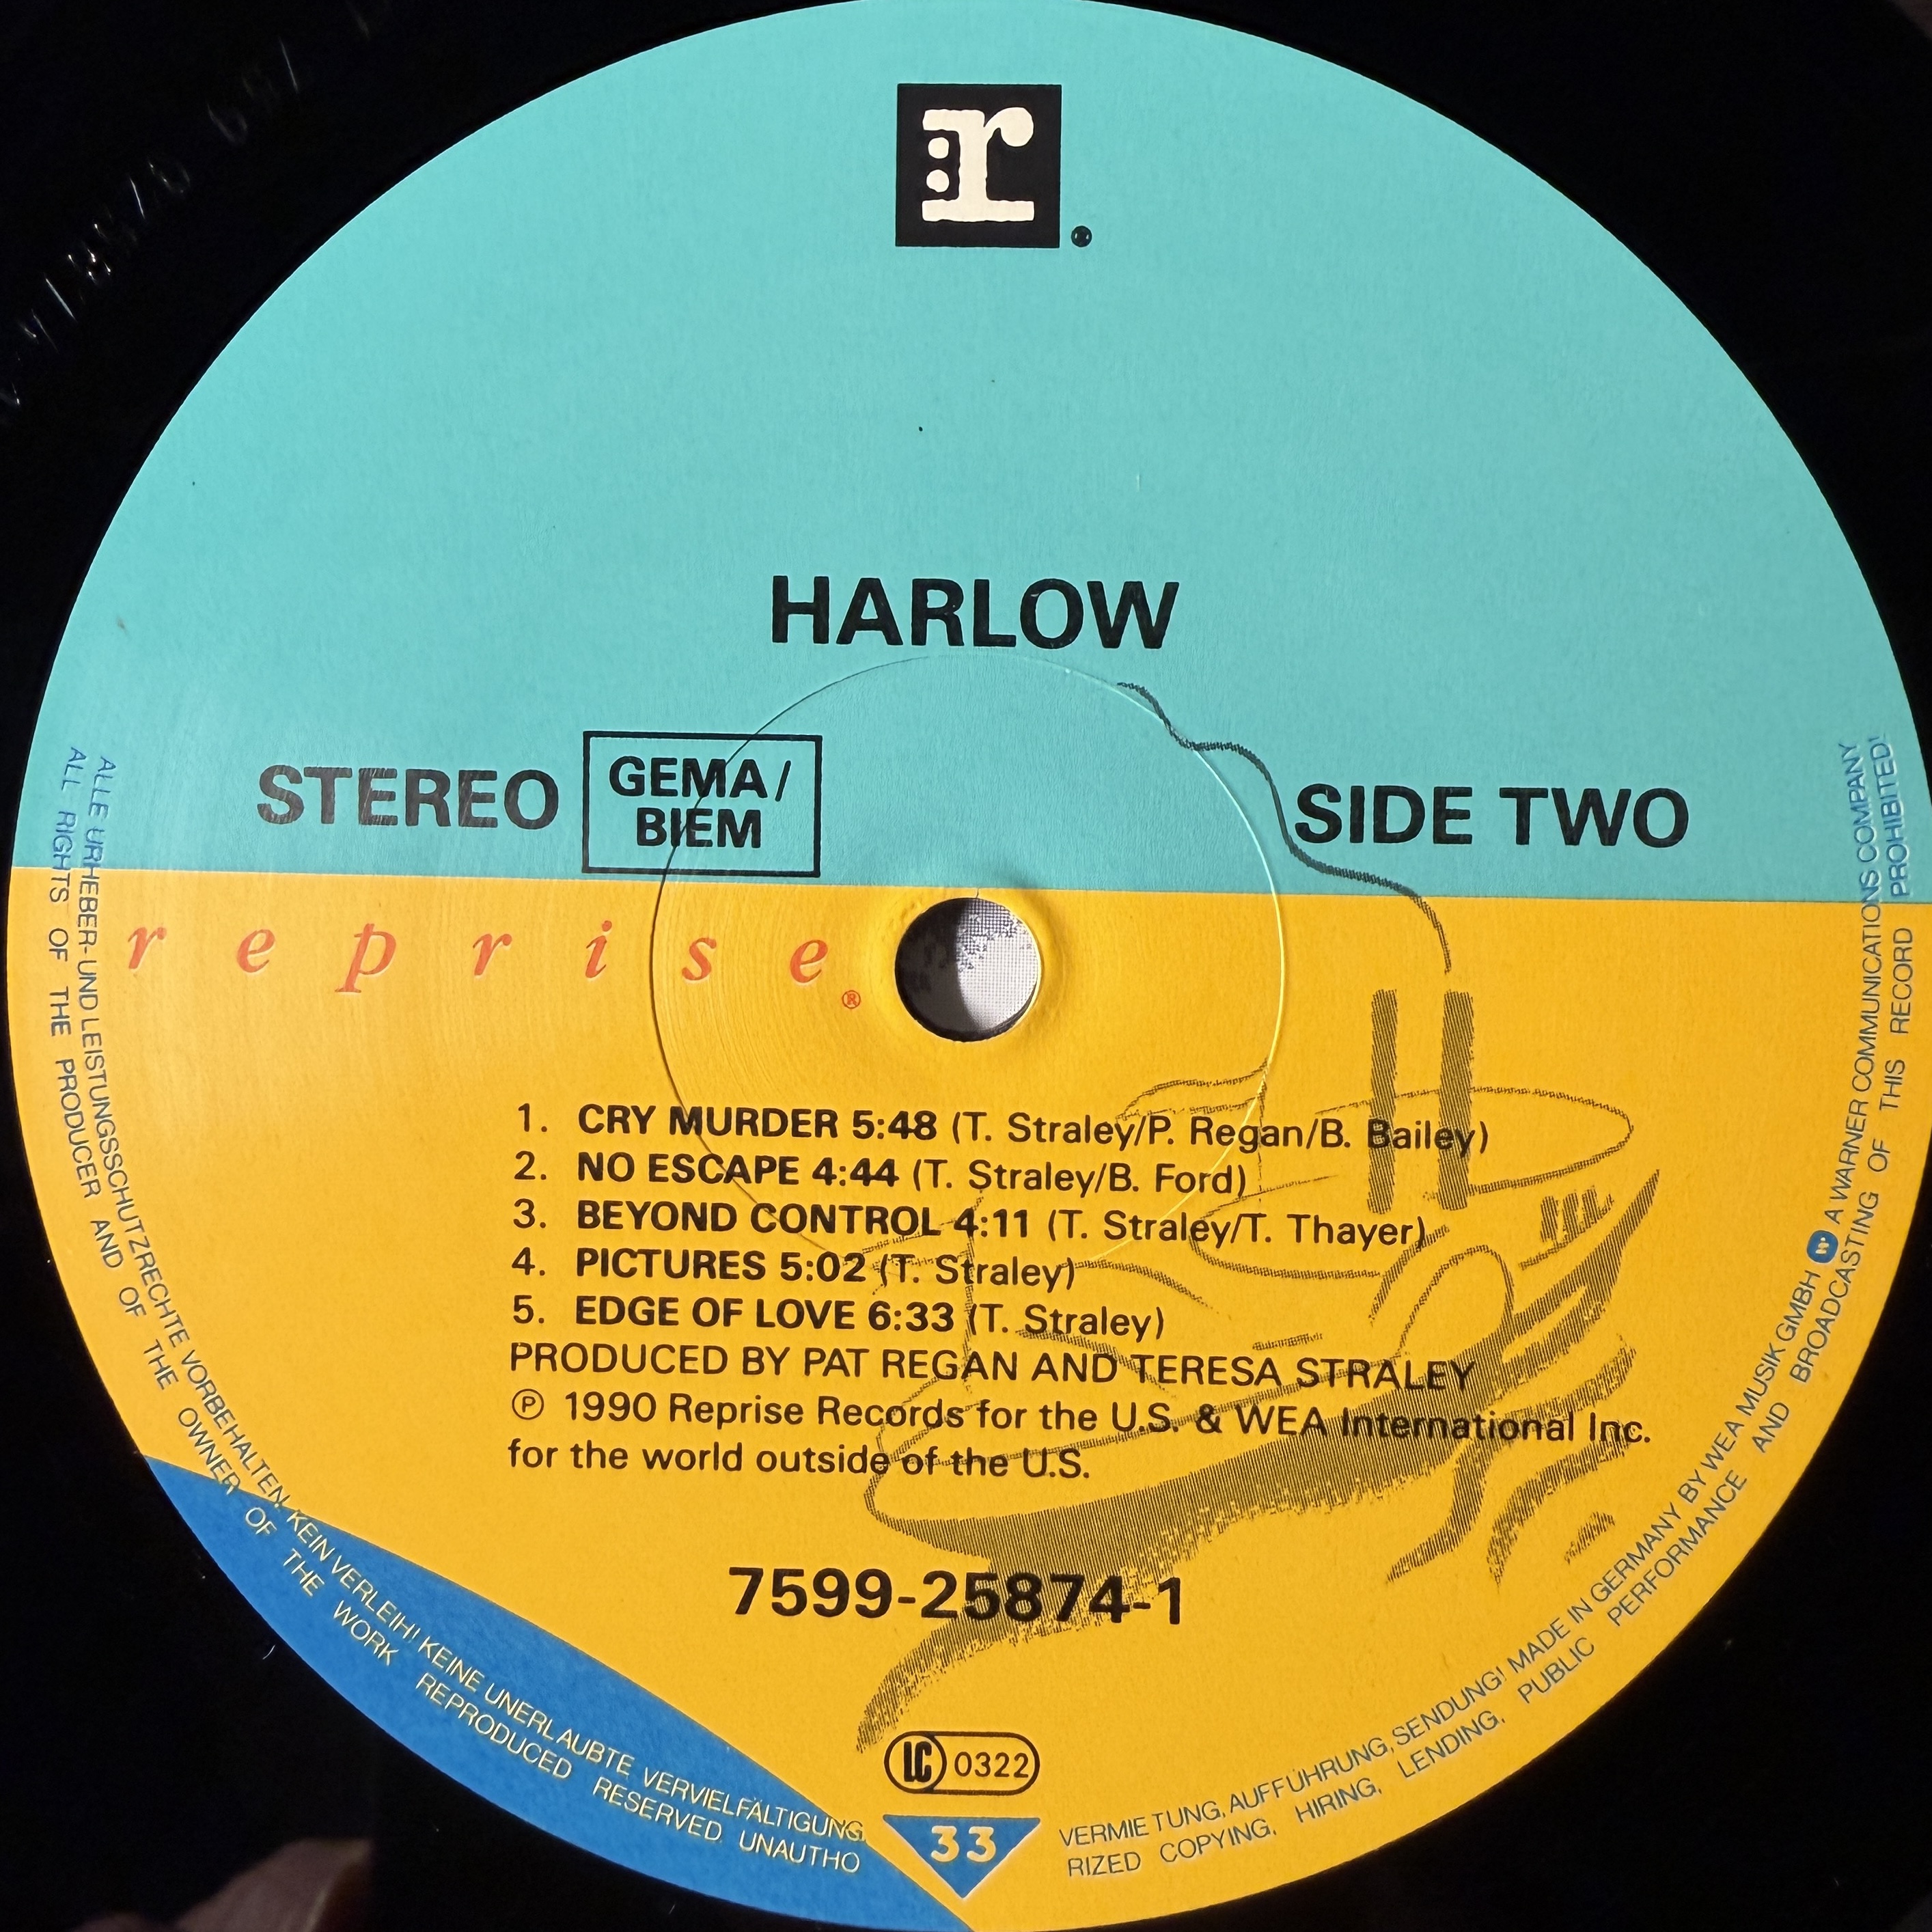 r
HARLOW
STEREO
GEMA/
BIEM
SIDE TWO
reprise®
1. CRY MURDER 5:48 (T. Straley/P. Regan/B. Bailey)
2. NO ESCAPE 4:44 (T. Straley/B. Ford)
3. BEYOND CONTROL 4:11 (T. Straley/T. Thayer)
4. PICTURES 5:02 (T. Straley)
5. EDGE OF LOVE 6:33 (T. Straley)
PRODUCED BY PAT REGAN AND TERESA STRALEY
Ⓟ 1990 Reprise Records for the U.S. & WEA International Inc.
for the world outside of the U.S.
7599-25874-1
LC 0322
33
ALLE URHEBER- UND LEISTUNGSSCHUTZRECHTE VORBEHALTEN. KEIN VERLEIH! KEINE UNERLAUBTE VERVIELFÄLTIGUNG, VERMIETUNG, AUFFÜHRUNG, SENDUNG! MADE IN GERMANY BY WEA MUSIK GMBH A WARNER COMMUNICATIONS COMPANY
ALL RIGHTS OF THE PRODUCER AND OF THE OWNER OF THE WORK REPRODUCED RESERVED. UNAUTHORIZED COPYING, HIRING, LENDING, PUBLIC PERFORMANCE AND BROADCASTING OF THIS RECORD PROHIBITED!